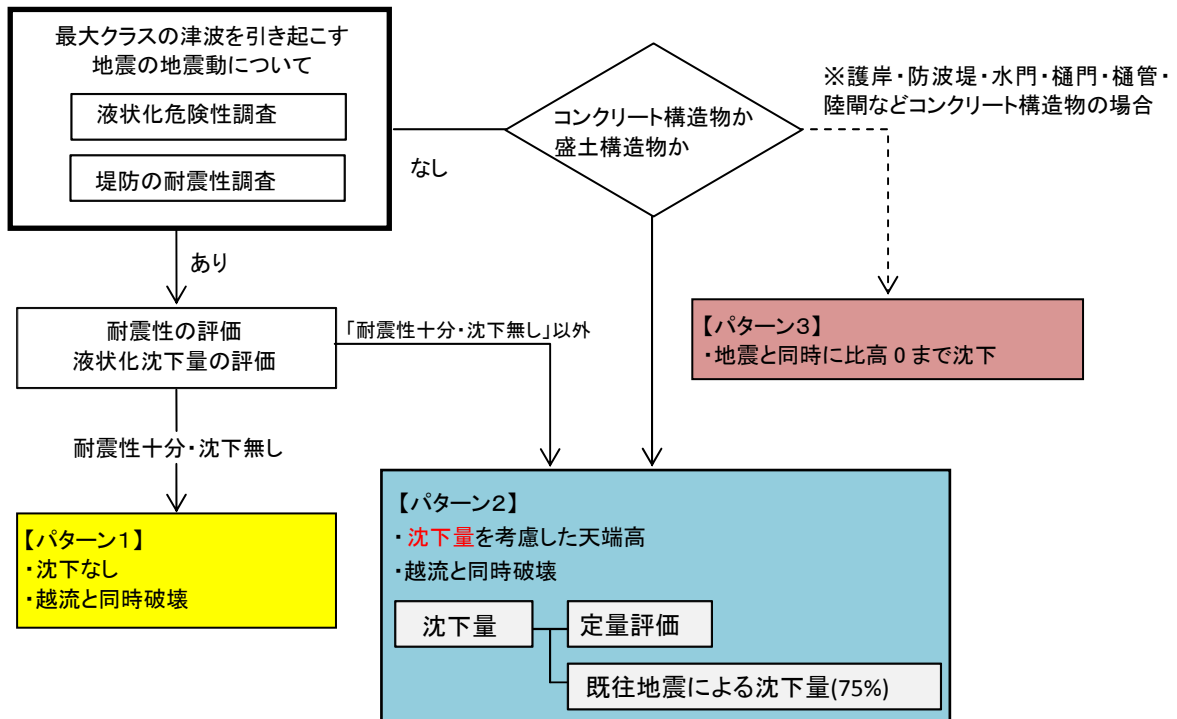 最大クラスの津波を引き起こす
地震の地震動について
液状化危険性調査
堤防の耐震性調査
なし
コンクリート構造物か
盛土構造物か
※護岸・防波堤・水門・樋門・樋管・
陸閘などコンクリート構造物の場合
あり
耐震性の評価
液状化沈下量の評価
「耐震性十分・沈下無し」以外
【パターン3】
・地震と同時に比高 0 まで沈下
耐震性十分・沈下無し
【パターン1】
・沈下なし
・越流と同時破壊
【パターン2】
・沈下量を考慮した天端高
・越流と同時破壊
沈下量
定量評価
既往地震による沈下量(75%)